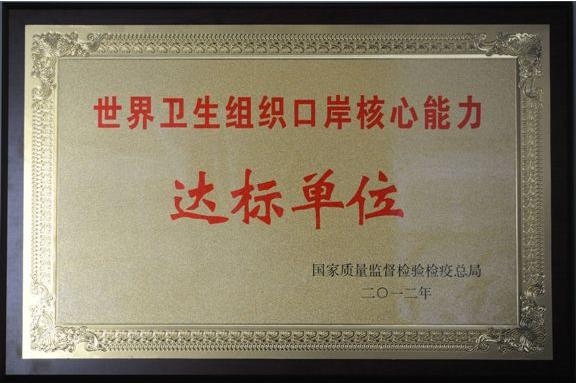 世界卫生组织口岸核心能力
达标单位
国家质量监督检验检疫总局
二〇一二年